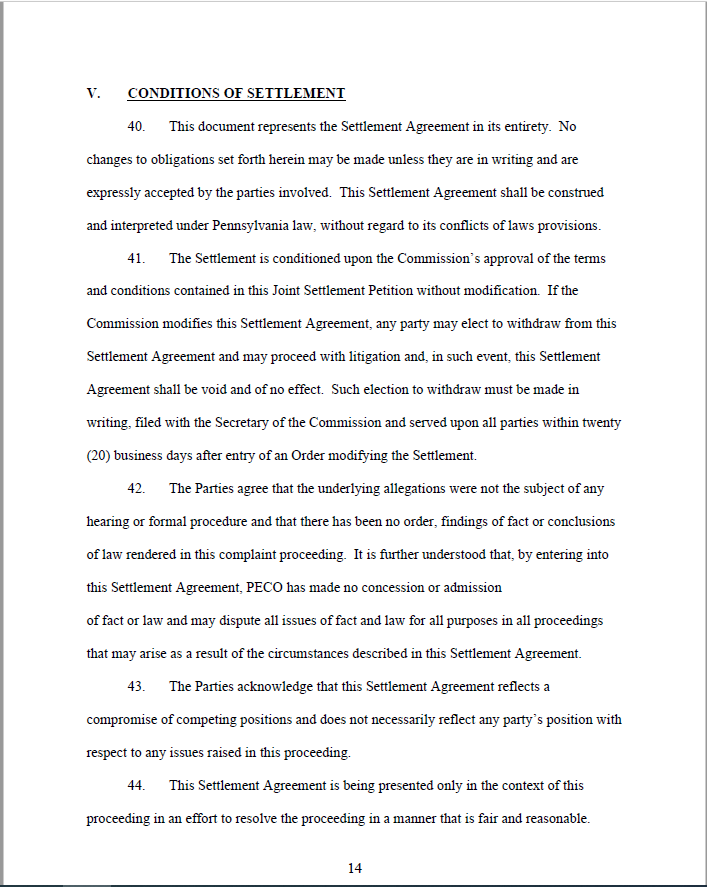 V. CONDITIONS OF SETTLEMENT
40. This document represents the Settlement Agreement in its entirety. No
changes to obligations set forth herein may be made unless they are in writing and are
expressly accepted by the parties involved. This Settlement Agreement shall be construed
and interpreted under Pennsylvania law, without regard to its conflicts of laws provisions.
41. The Settlement is conditioned upon the Commission’s approval of the terms
and conditions contained in this Joint Settlement Petition without modification. If the
Commission modifies this Settlement Agreement, any party may elect to withdraw from this
Settlement Agreement and may proceed with litigation and, in such event, this Settlement
Agreement shall be void and of no effect. Such election to withdraw must be made in
writing, filed with the Secretary of the Commission and served upon all parties within twenty
(20) business days after entry of an Order modifying the Settlement.
42. The Parties agree that the underlying allegations were not the subject of any
hearing or formal procedure and that there has been no order, findings of fact or conclusions
of law rendered in this complaint proceeding. It is further understood that, by entering into
this Settlement Agreement, PECO has made no concession or admission
of fact or law and may dispute all issues of fact and law for all purposes in all proceedings
that may arise as a result of the circumstances described in this Settlement Agreement.
43. The Parties acknowledge that this Settlement Agreement reflects a
compromise of competing positions and does not necessarily reflect any party’s position with
respect to any issues raised in this proceeding.
44. This Settlement Agreement is being presented only in the context of this
proceeding in an effort to resolve the proceeding in a manner that is fair and reasonable.
14